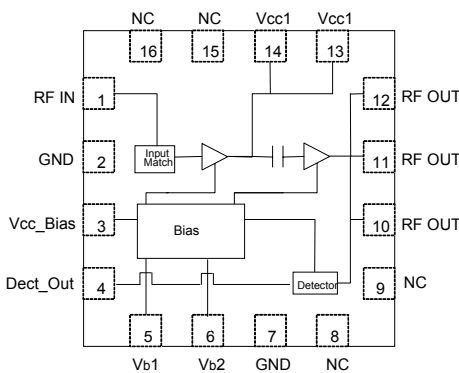 NC NC Vcc1 Vcc1
16 15 14 13
RF IN 1 12 RF OUT
GND 2 Input Match 11 RF OUT
Vcc_Bias 3 Bias 10 RF OUT
Dect_Out 4 Detector 9 NC
5 6 7 8
Vb1 Vb2 GND NC